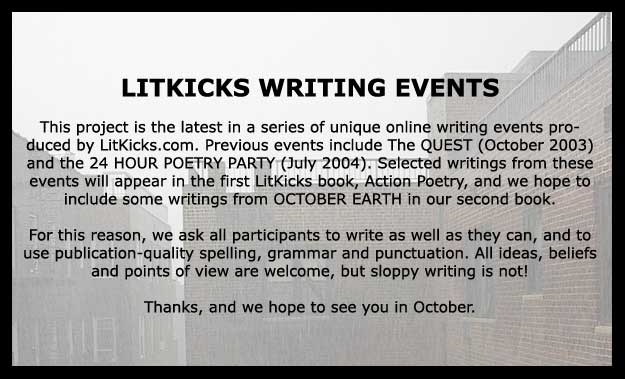 LITKICKS WRITING EVENTS
This project is the latest in a series of unique online writing events pro-
duced by LitKicks.com. Previous events include The QUEST (October 2003)
and the 24 HOUR POETRY PARTY (July 2004). Selected writings from these
events will appear in the first LitKicks book, Action Poetry, and we hope to
include some writings from OCTOBER EARTH in our second book.
For this reason, we ask all participants to write as well as they can, and to
use publication-quality spelling, grammar and punctuation. All ideas, beliefs
and points of view are welcome, but sloppy writing is not!
Thanks, and we hope to see you in October.